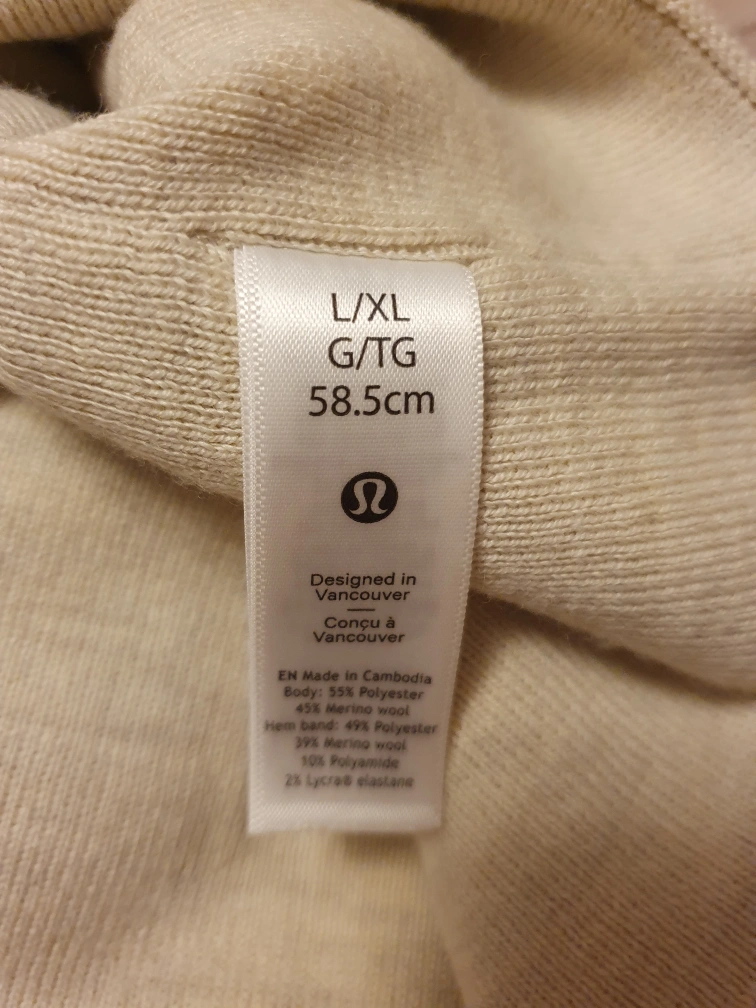 L/XL
G/TG
58.5cm
Designed in
Vancouver
Conçu à
Vancouver
EN Made in Cambodia
Body: 55% Polyester
45% Merino wool
Hem band: 49% Polyester
39% Merino wool
10% Polyamide
2% Lycra® elastane